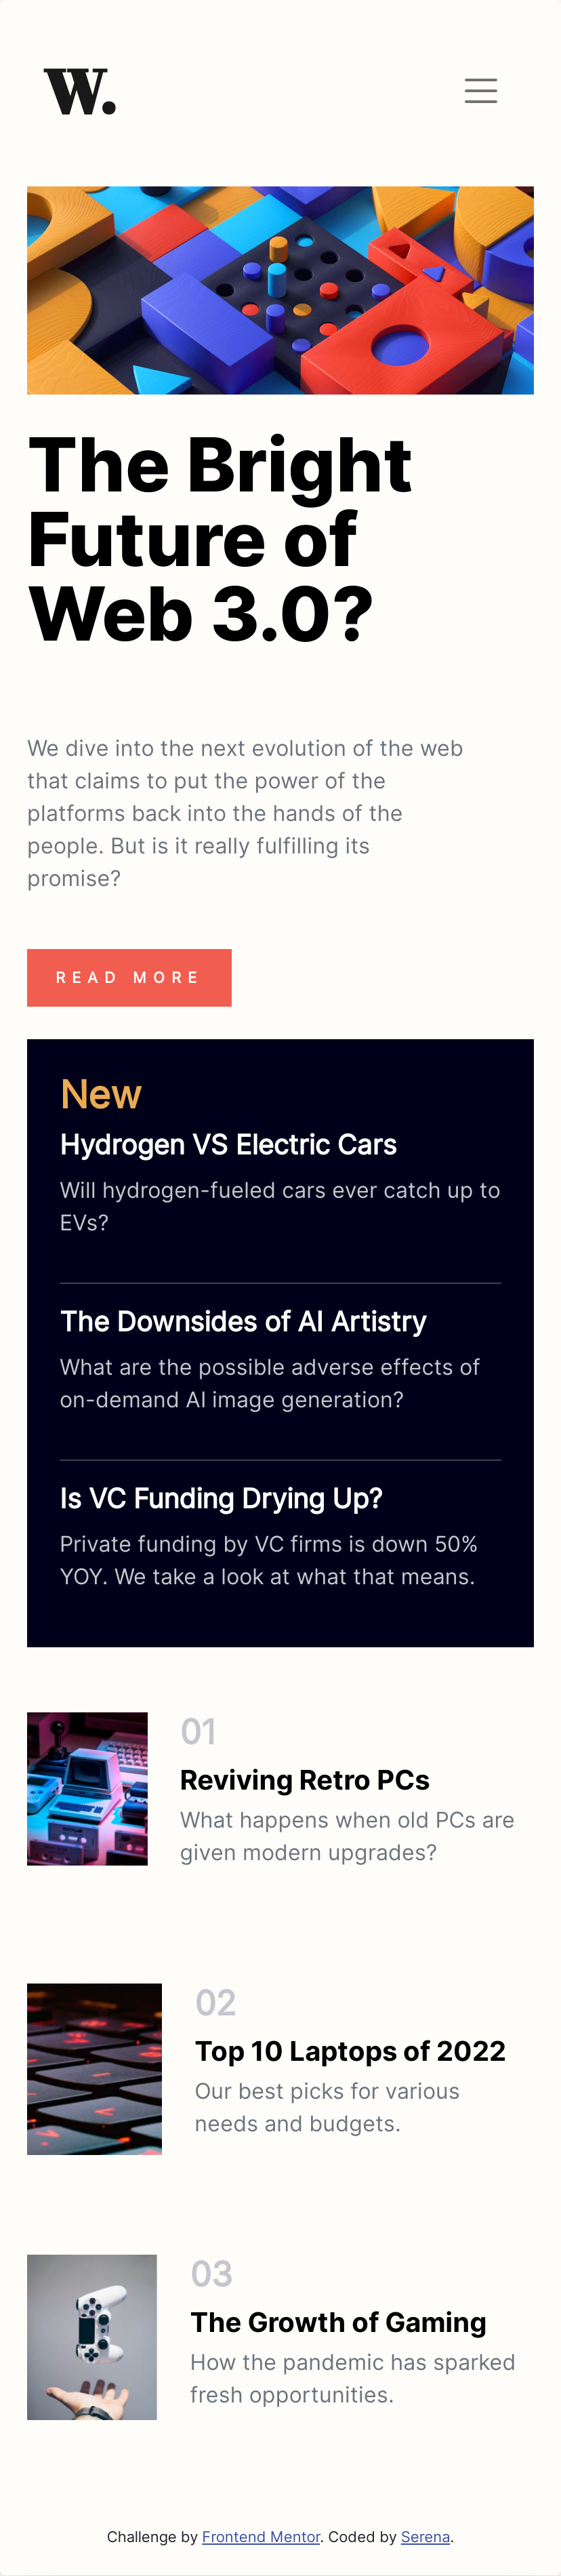 W.
The Bright
Future of
Web 3.0?
We dive into the next evolution of the web
that claims to put the power of the
platforms back into the hands of the
people. But is it really fulfilling its
promise?
READ MORE
New
Hydrogen VS Electric Cars
Will hydrogen-fueled cars ever catch up to
EVs?
The Downsides of AI Artistry
What are the possible adverse effects of
on-demand AI image generation?
Is VC Funding Drying Up?
Private funding by VC firms is down 50%
YOY. We take a look at what that means.
01
Reviving Retro PCs
What happens when old PCs are
given modern upgrades?
02
Top 10 Laptops of 2022
Our best picks for various
needs and budgets.
03
The Growth of Gaming
How the pandemic has sparked
fresh opportunities.
Challenge by Frontend Mentor. Coded by Serena.